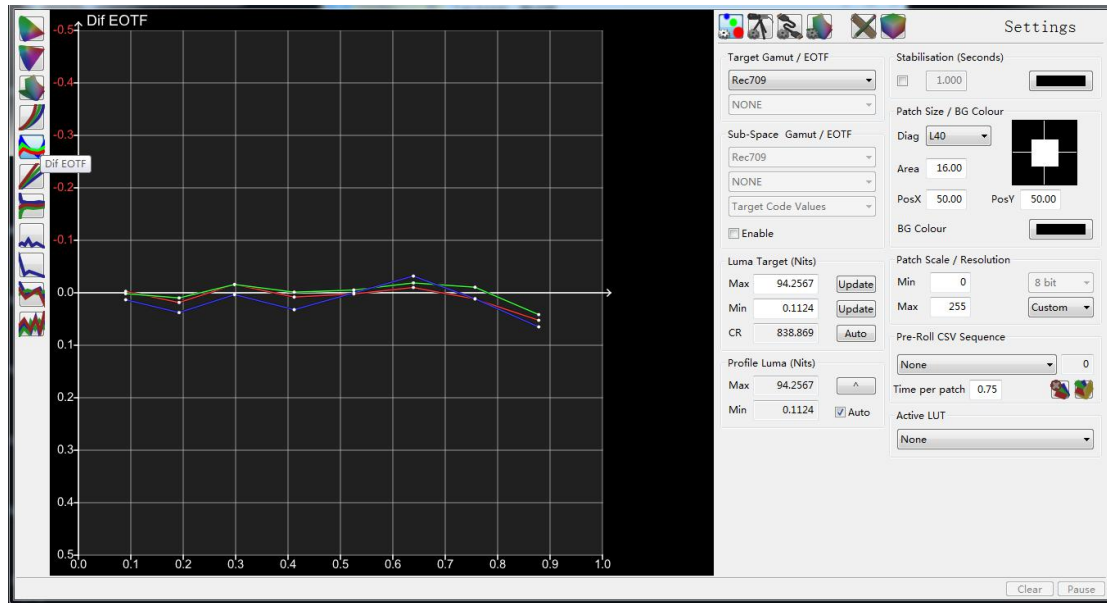 Dif EOTF
-0.5
-0.4
-0.3
-0.2
-0.1
0.0
0.1
0.2
0.3
0.4
0.5
0.0 0.1 0.2 0.3 0.4 0.5 0.6 0.7 0.8 0.9 1.0
Dif EOTF
Settings
Target Gamut / EOTF
Rec709
NONE
Sub-Space Gamut / EOTF
Rec709
NONE
Target Code Values
Enable
Luma Target (Nits)
Max 94.2567 Update
Min 0.1124 Update
CR 838.869 Auto
Profile Luma (Nits)
Max 94.2567 ^
Min 0.1124 Auto
Stabilisation (Seconds)
1.000
Patch Size / BG Colour
Diag L40
Area 16.00
PosX 50.00 PosY 50.00
BG Colour
Patch Scale / Resolution
Min 0 8 bit
Max 255 Custom
Pre-Roll CSV Sequence
None 0
Time per patch 0.75
Active LUT
None
Clear Pause